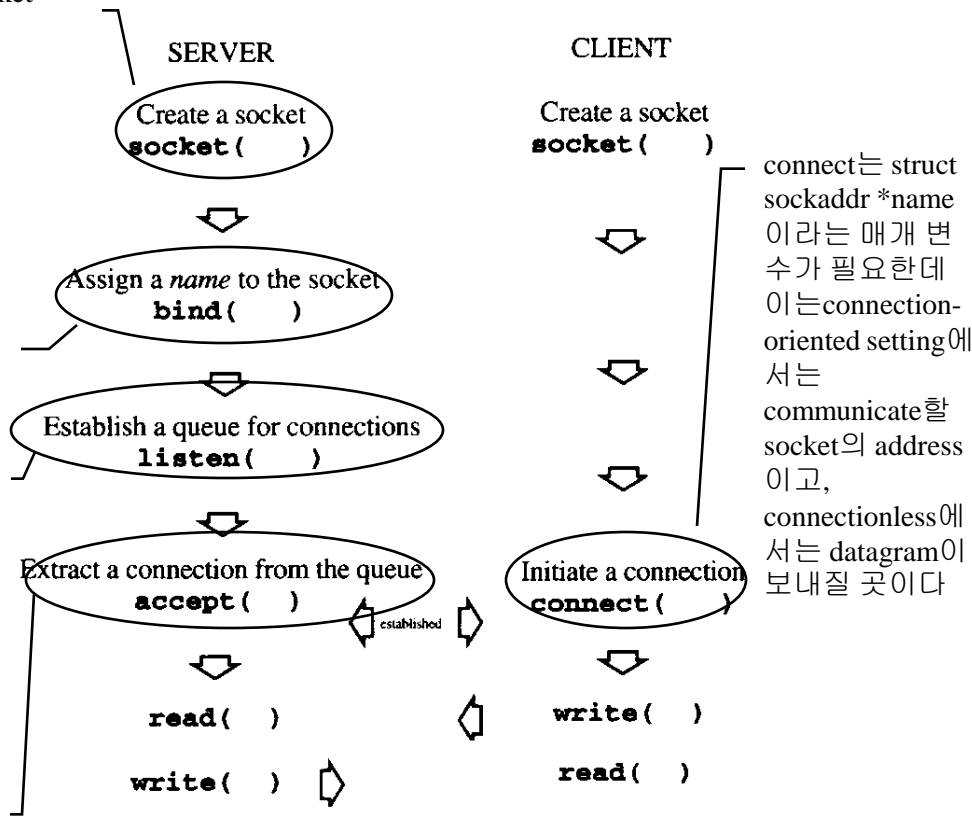 SERVER
Create a socket
socket( )
Assign a name to the socket
bind( )
Establish a queue for connections
listen( )
Extract a connection from the queue
accept( )
established
read( )
write( )
CLIENT
Create a socket
socket( )
Initiate a connection
connect( )
write( )
read( )
connect는 struct
sockaddr *name
이라는 매개 변
수가 필요한데
이는connection-
oriented setting에
서는
communicate할
socket의 address
이고,
connectionless에
서는 datagram이
보내질 곳이다